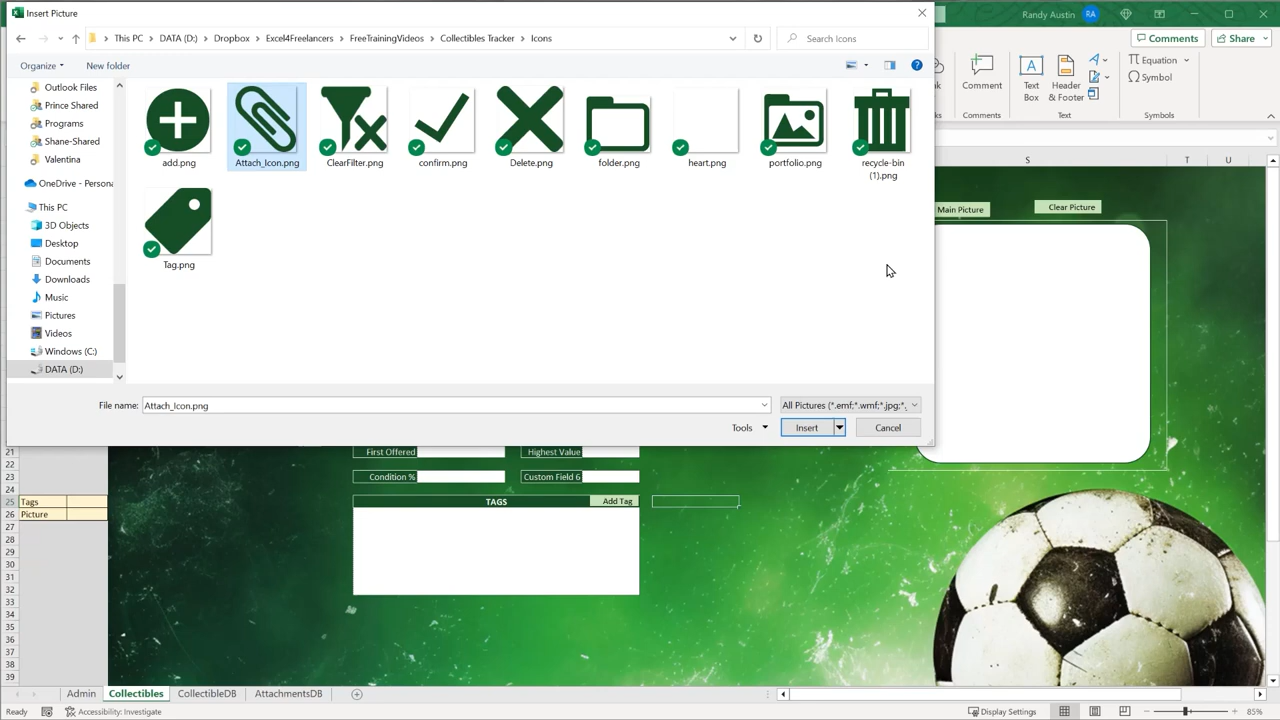 Insert Picture
Randy Austin RA
This PC > DATA (D:) > Dropbox > Excel4Freelancers > FreeTrainingVideos > Collectibles Tracker > Icons
Search Icons
Comments
Share
Organize
New folder
Equation
Symbol
Comment
Text
Box
Header
& Footer
Comments
Text
Symbols
Outlook Files
Prince Shared
Programs
Shane-Shared
Valentina
OneDrive - Persona
This PC
3D Objects
Desktop
Documents
Downloads
Music
Pictures
Videos
Windows (C:)
DATA (D:)
add.png
Attach_Icon.png
ClearFilter.png
confirm.png
Delete.png
folder.png
heart.png
portfolio.png
recycle-bin
(1).png
Tag.png
S T U
Main Picture
Clear Picture
File name: Attach_Icon.png
All Pictures (*.emf;*.wmf;*.jpg;*.
Tools
Insert
Cancel
21
22
23
24
25
26
27
28
29
30
31
32
33
34
35
36
37
38
39
First Offered
Highest Value
Condition %
Custom Field 6
Tags
Picture
TAGS
Add Tag
Admin
Collectibles
CollectibleDB
AttachmentsDB
Ready
Accessibility: Investigate
Display Settings
85%